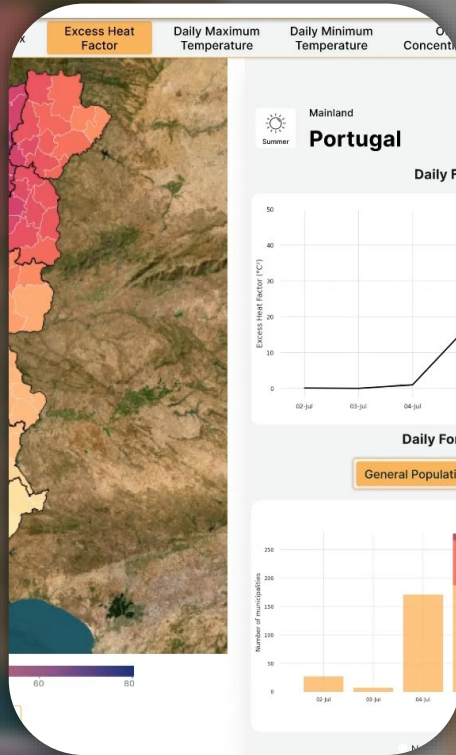 Excess Heat
Factor
Daily Maximum
Temperature
Daily Minimum
Temperature
Mainland
Summer
Portugal
Daily
50
40
30
20
10
0
Excess Heat Factor (°C²)
02-Jul
03-Jul
04-Jul
Daily
General
250
200
150
100
50
0
Number of municipalities
02-Jul
03-Jul
04-Jul
60
80